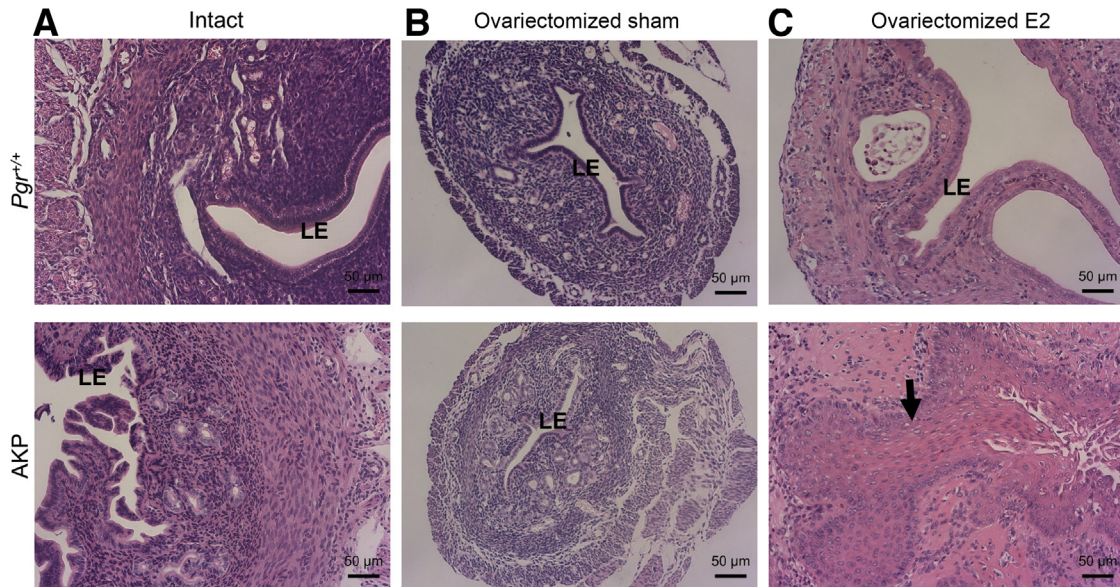 A Intact
B Ovariectomized sham
C Ovariectomized E2
Pgr+/+
LE
50 µm
LE
50 µm
LE
50 µm
AKP
LE
50 µm
LE
50 µm
50 µm